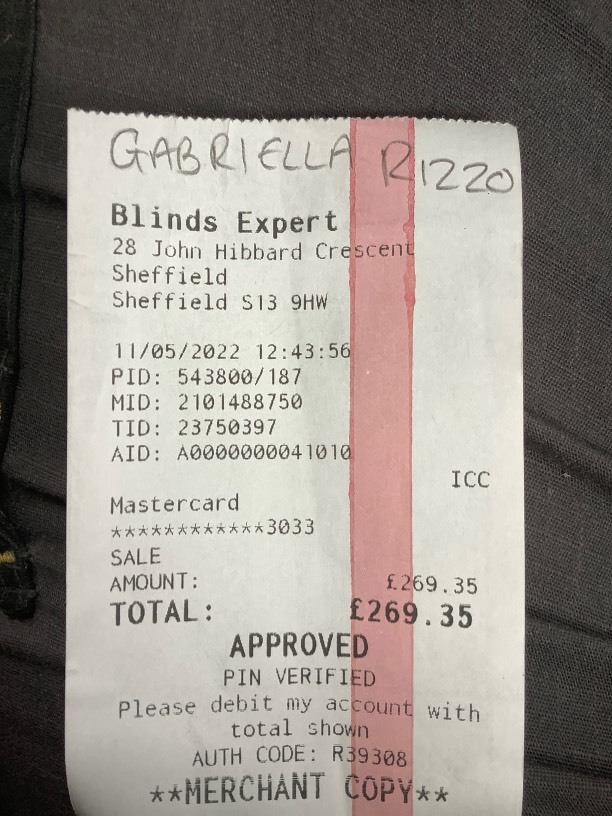 GABRIELLA RIZZO
Blinds Expert
28 John Hibbard Crescent
Sheffield
Sheffield S13 9HW
11/05/2022 12:43:56
PID: 543800/187
MID: 2101488750
TID: 23750397
AID: A0000000041010
ICC
Mastercard
************3033
SALE
AMOUNT: £269.35
TOTAL: £269.35
APPROVED
PIN VERIFIED
Please debit my account with
total shown
AUTH CODE: R39308
**MERCHANT COPY**